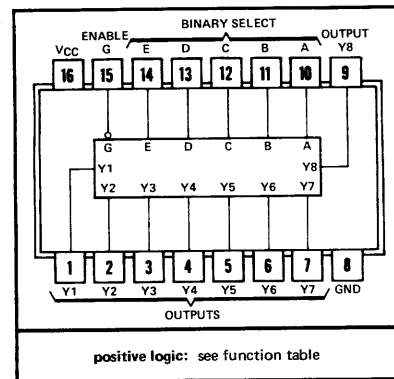 BINARY SELECT
ENABLE OUTPUT
VCC G E D C B A Y8
16 15 14 13 12 11 10 9
G E D C B A
Y1 Y8
Y2 Y3 Y4 Y5 Y6 Y7
1 2 3 4 5 6 7 8
Y1 Y2 Y3 Y4 Y5 Y6 Y7 GND
OUTPUTS
positive logic: see function table